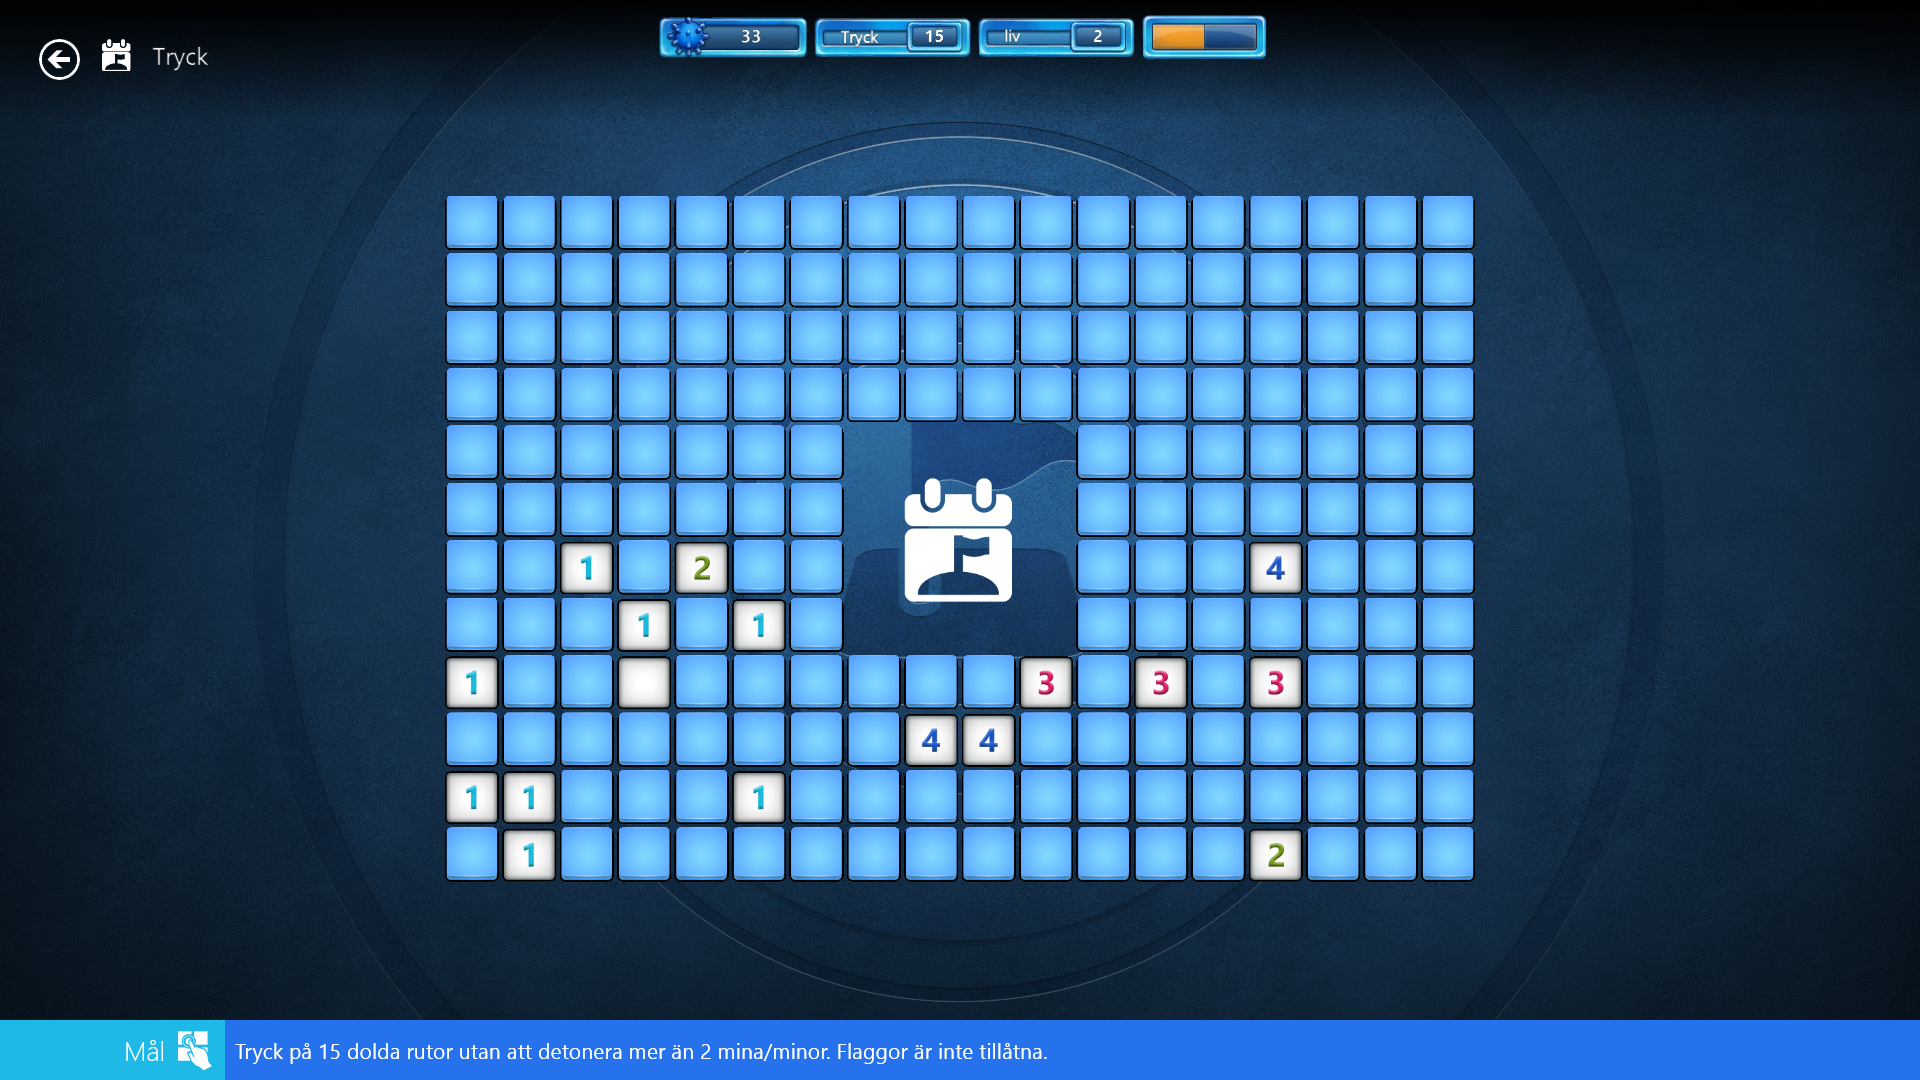 33
Tryck 15
liv 2
Tryck
1 2 4
1 1
1 3 3 3
4 4
1 1 1
1 2
Mål
Tryck på 15 dolda rutor utan att detonera mer än 2 mina/minor. Flaggor är inte tillåtna.